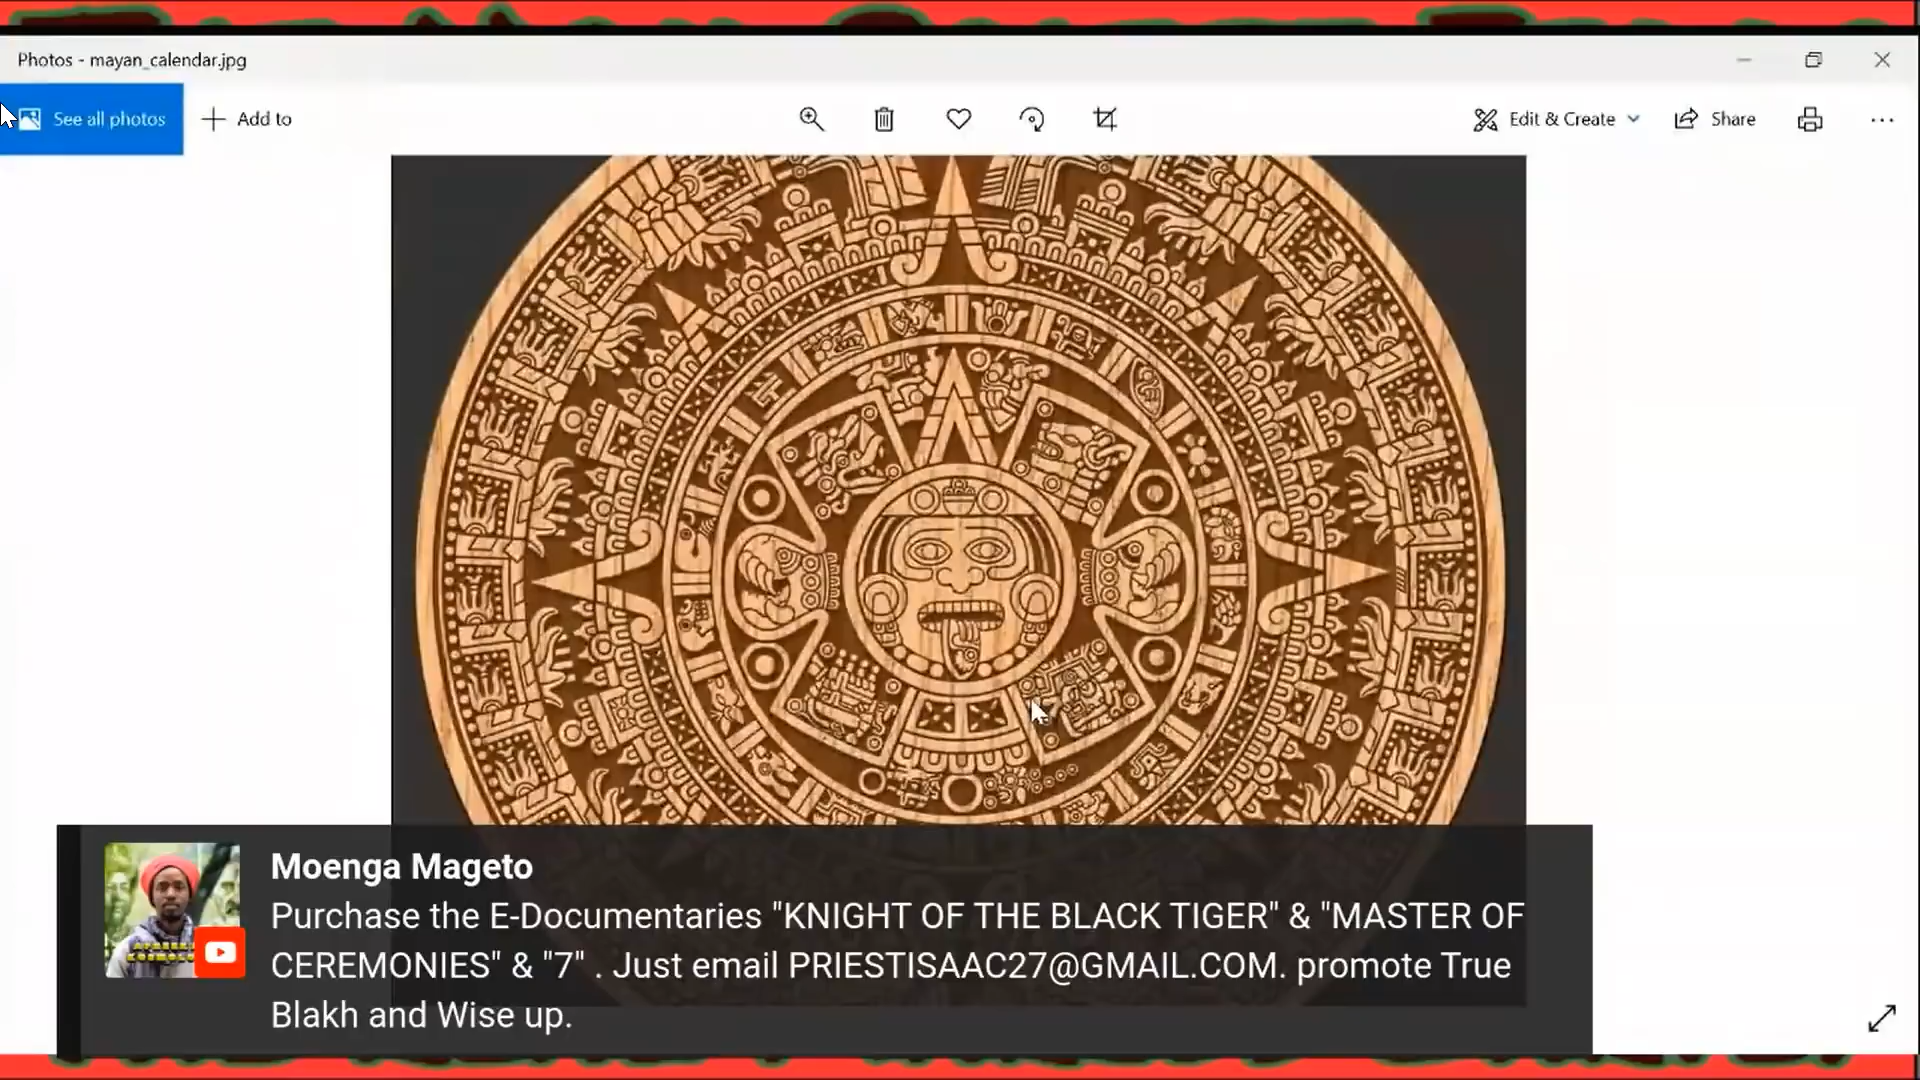 Photos - mayan_calendar.jpg
See all photos
Add to
Edit & Create
Share
Moenga Mageto
Purchase the E-Documentaries "KNIGHT OF THE BLACK TIGER" & "MASTER OF
CEREMONIES" & "7" . Just email PRIESTISAAC27@GMAIL.COM. promote True
Blakh and Wise up.